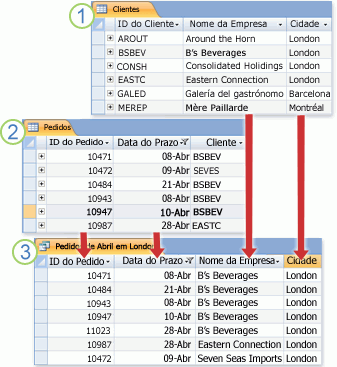 1
Clientes
ID do Cliente Nome da Empresa Cidade
AROUT Around the Horn London
BSBEV B's Beverages London
CONSH Consolidated Holidings London
EASTC Eastern Connection London
GALED Galería del gastrónomo Barcelona
MEREP Mère Paillarde Montréal
2
Pedidos
ID do Pedido Data do Prazo Cliente
10471 08-Abr BSBEV
10472 09-Abr SEVES
10484 21-Abr BSBEV
10943 08-Abr BSBEV
10947 10-Abr BSBEV
10987 28-Abr EASTC
3
Pedidos de Abril em London
ID do Pedido Data do Prazo Nome da Empresa Cidade
10471 08-Abr B's Beverages London
10484 21-Abr B's Beverages London
10943 08-Abr B's Beverages London
10947 10-Abr B's Beverages London
11023 28-Abr B's Beverages London
10987 28-Abr Eastern Connection London
10472 09-Abr Seven Seas Imports London